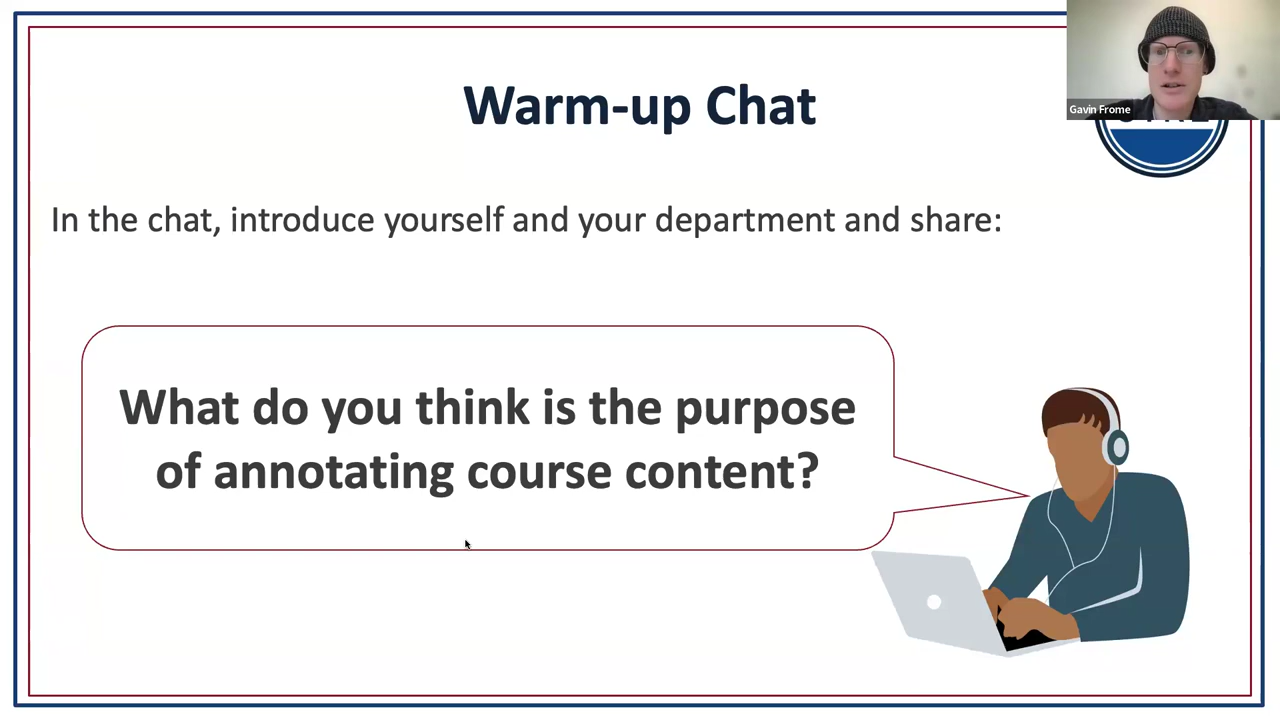 Warm-up Chat
Gavin Frome
In the chat, introduce yourself and your department and share:
What do you think is the purpose
of annotating course content?